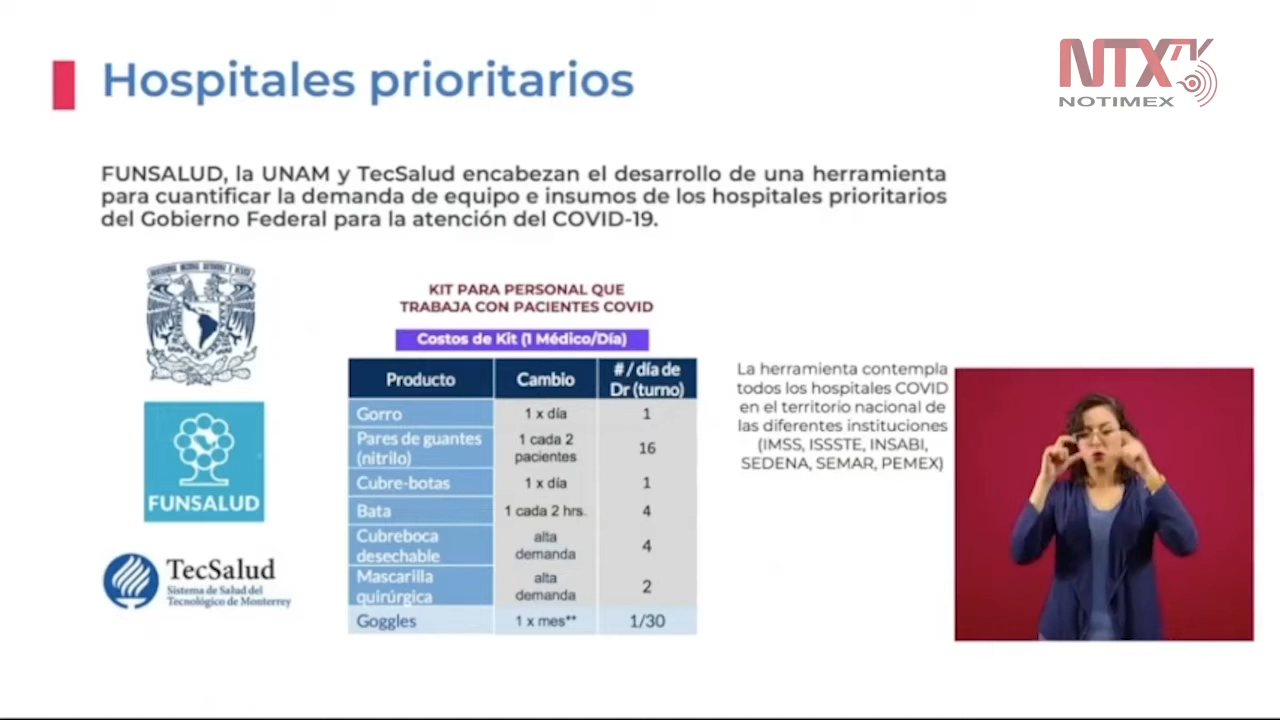 Hospitales prioritarios
NTX TV
NOTIMEX
FUNSALUD, la UNAM y TecSalud encabezan el desarrollo de una herramienta
para cuantificar la demanda de equipo e insumos de los hospitales prioritarios
del Gobierno Federal para la atención del COVID-19.
KIT PARA PERSONAL QUE
TRABAJA CON PACIENTES COVID
Costos de Kit (1 Médico/Día)
Producto Cambio # / día de Dr (turno)
Gorro 1 x día 1
Pares de guantes (nitrilo) 1 cada 2 pacientes 16
Cubre-botas 1 x día 1
Bata 1 cada 2 hrs. 4
Cubreboca desechable alta demanda 4
Mascarilla quirúrgica alta demanda 2
Goggles 1 x mes** 1/30
FUNSALUD
TecSalud
Sistema de Salud del
Tecnológico de Monterrey
La herramienta contempla
todos los hospitales COVID
en el territorio nacional de
las diferentes instituciones
(IMSS, ISSSTE, INSABI,
SEDENA, SEMAR, PEMEX)